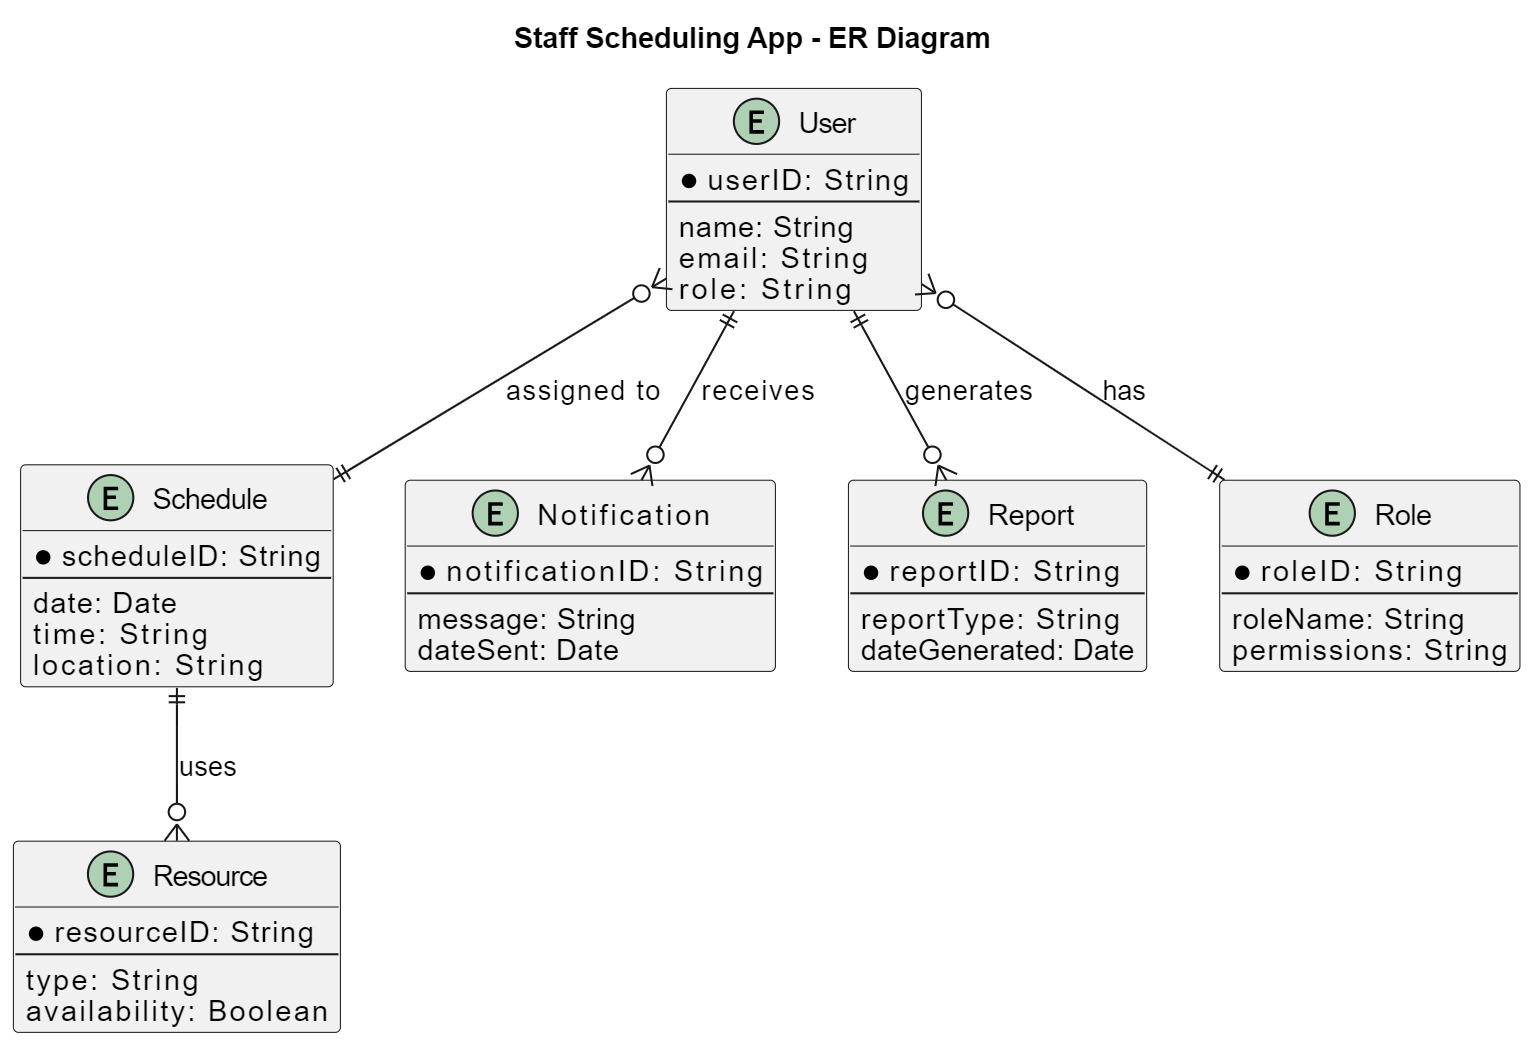 Staff Scheduling App - ER Diagram
E User
userID: String
name: String
email: String
role: String
assigned to
receives
generates
has
E Schedule
scheduleID: String
date: Date
time: String
location: String
E Notification
notificationID: String
message: String
dateSent: Date
E Report
reportID: String
reportType: String
dateGenerated: Date
E Role
roleID: String
roleName: String
permissions: String
uses
E Resource
resourceID: String
type: String
availability: Boolean